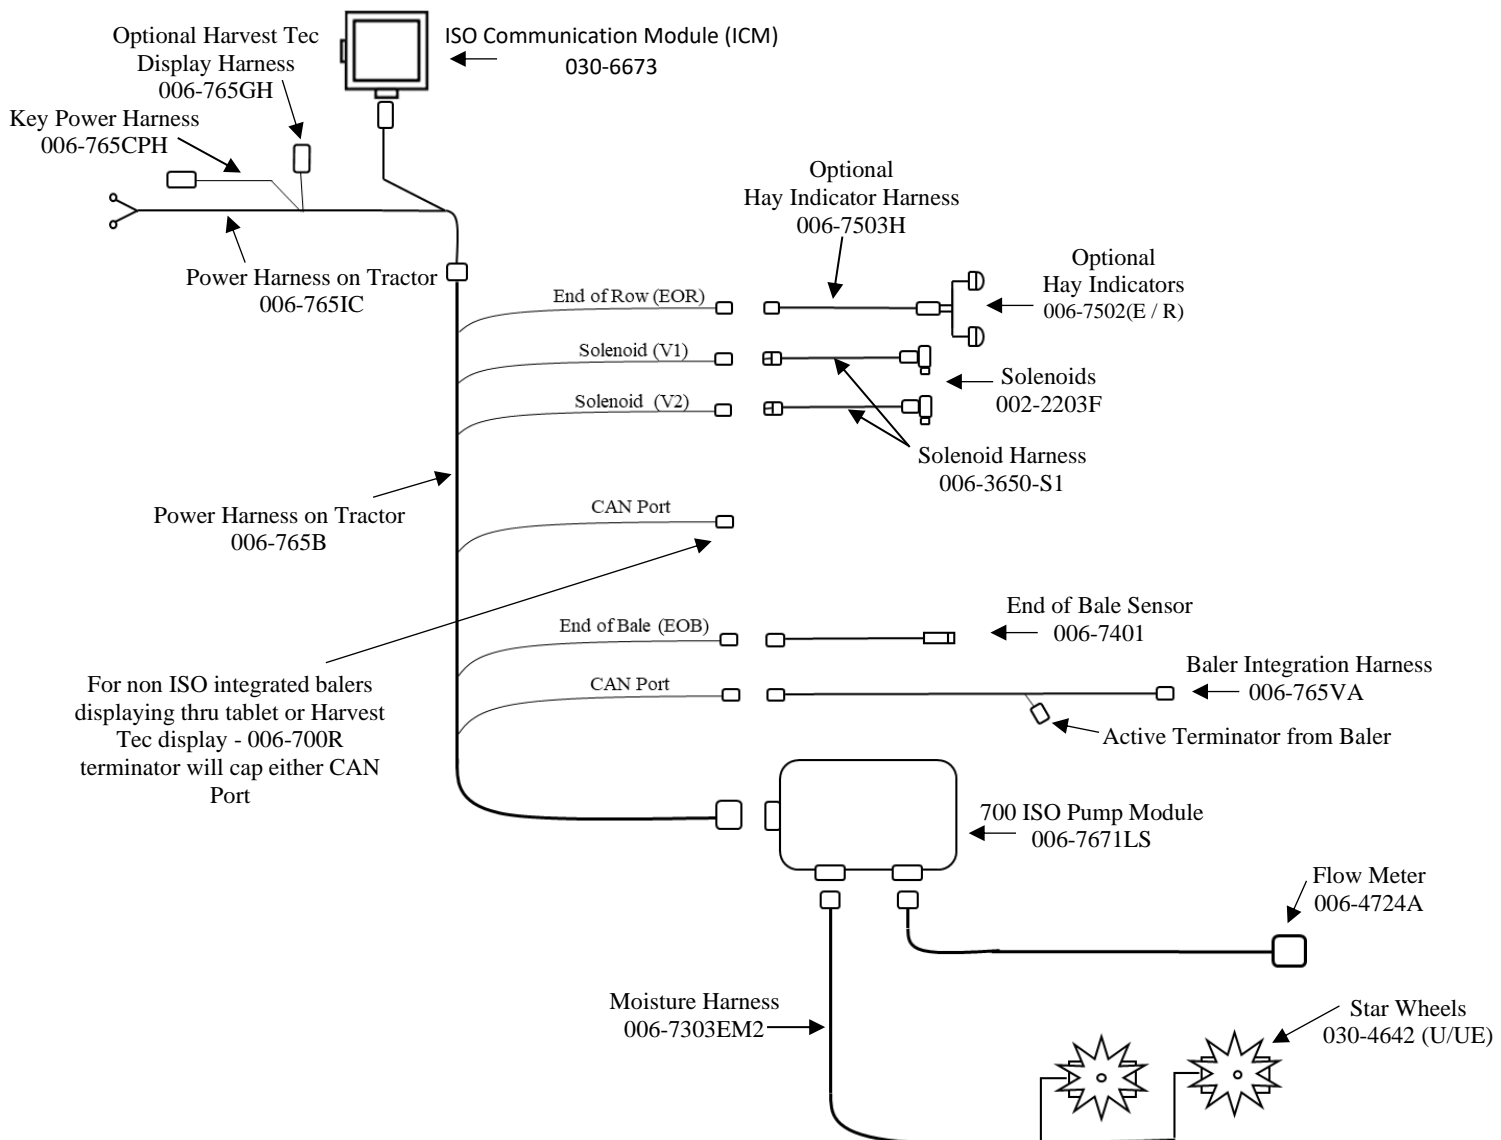 Optional Harvest Tec
Display Harness
006-765GH
ISO Communication Module (ICM)
030-6673
Key Power Harness
006-765CPH
Power Harness on Tractor
006-765IC
Optional
Hay Indicator Harness
006-7503H
Optional
Hay Indicators
006-7502(E / R)
End of Row (EOR)
Solenoid (V1)
Solenoid (V2)
Solenoids
002-2203F
Solenoid Harness
006-3650-S1
Power Harness on Tractor
006-765B
CAN Port
End of Bale (EOB)
End of Bale Sensor
006-7401
CAN Port
Baler Integration Harness
006-765VA
Active Terminator from Baler
For non ISO integrated balers
displaying thru tablet or Harvest
Tec display - 006-700R
terminator will cap either CAN
Port
700 ISO Pump Module
006-7671LS
Flow Meter
006-4724A
Moisture Harness
006-7303EM2
Star Wheels
030-4642 (U/UE)